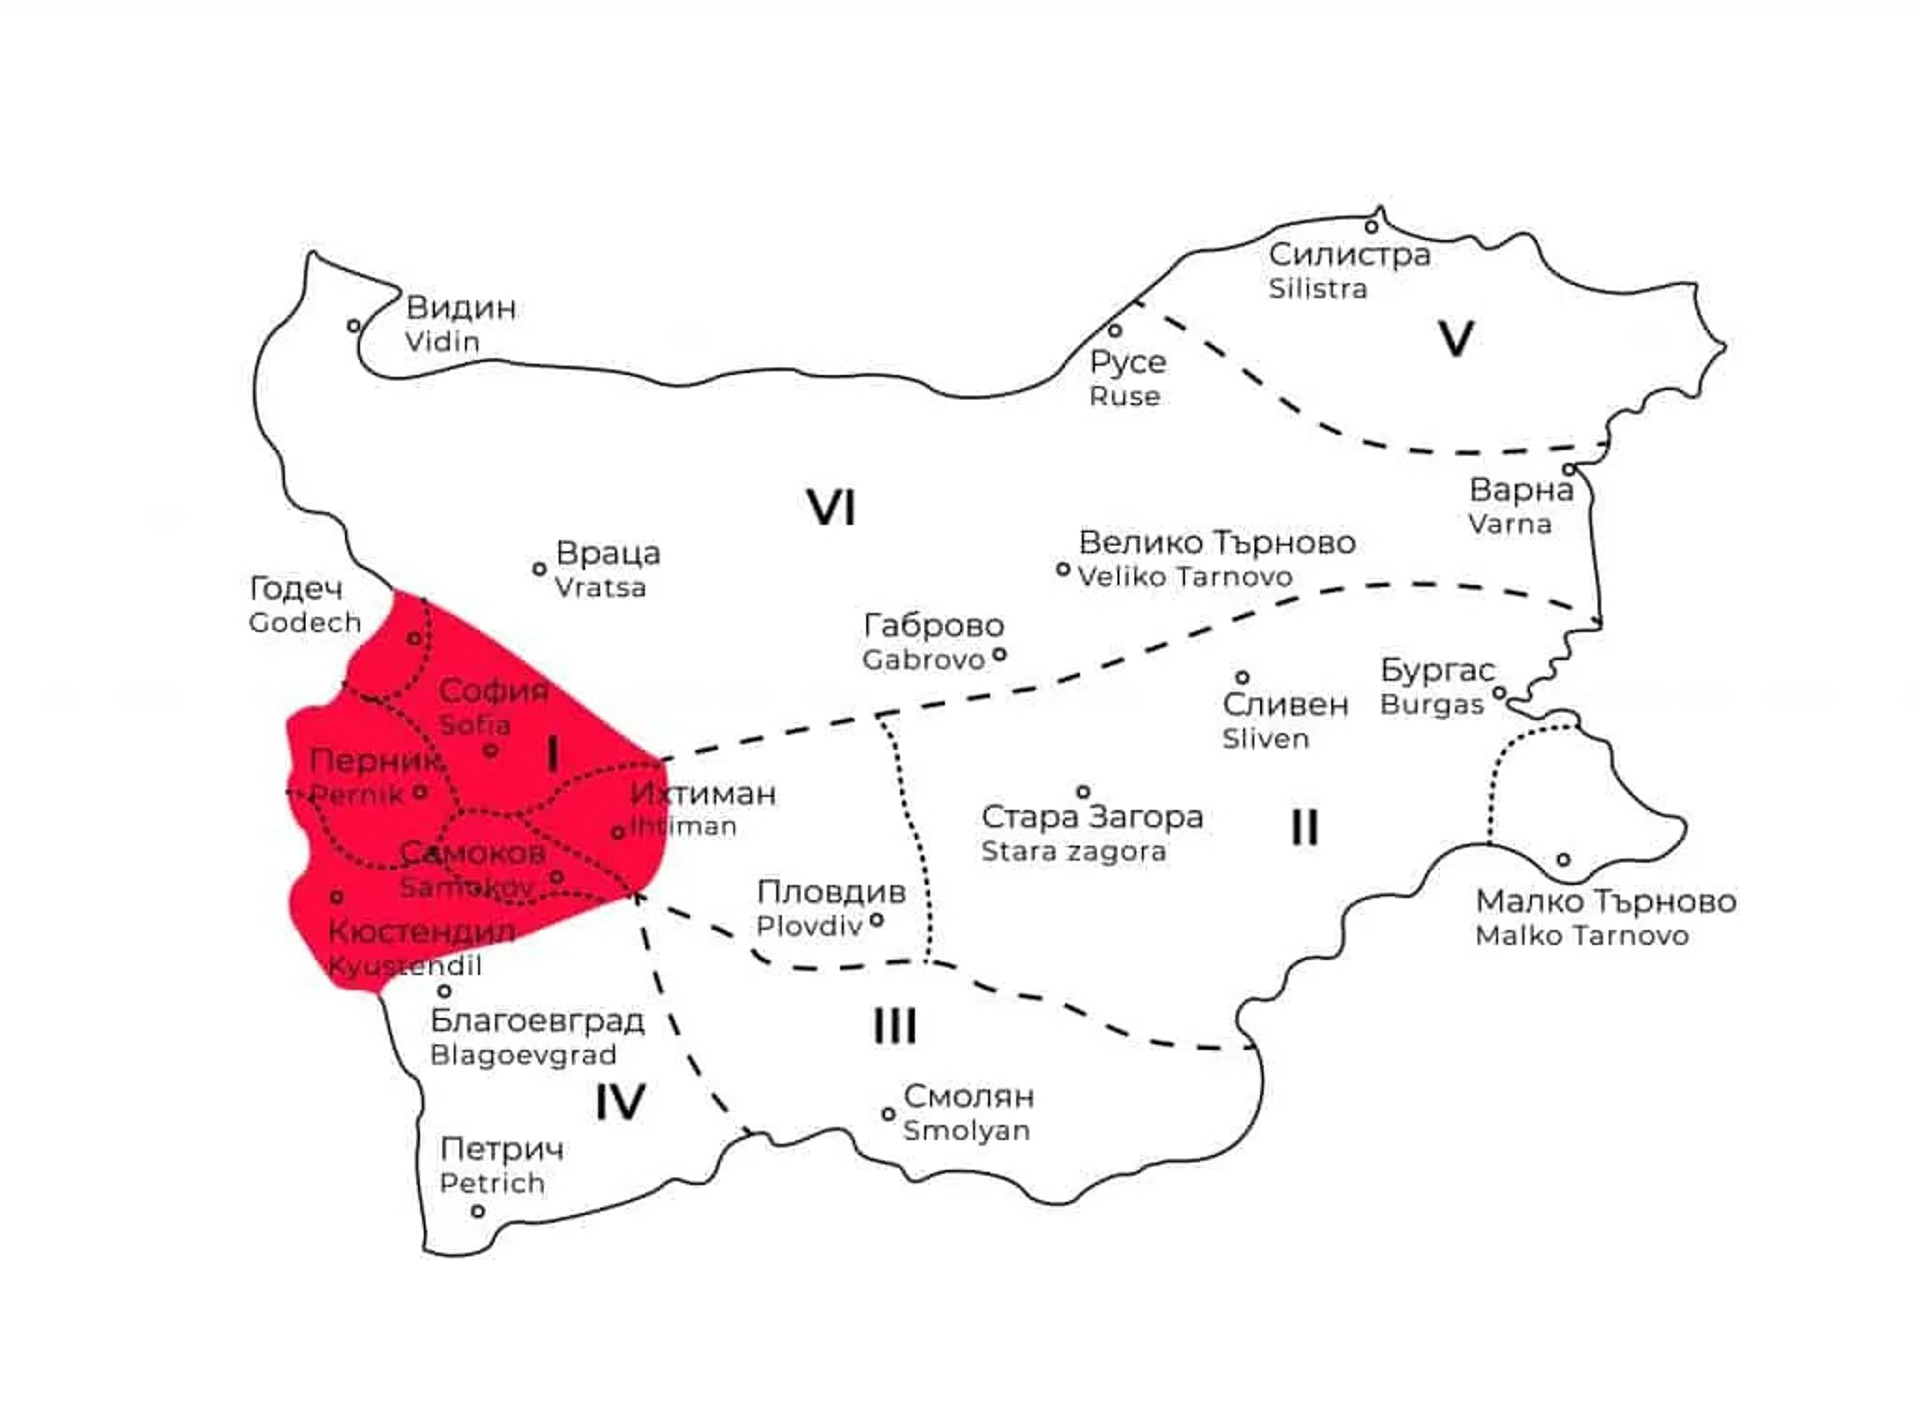 Силистра
Silistra
Видин
Vidin
V
Русе
Ruse
VI
Варна
Varna
Враца
Vratsa
Велико Търново
Veliko Tarnovo
Годеч
Godech
Габрово
Gabrovo
София
Sofia
I
Сливен
Sliven
Бургас
Burgas
Перник
Pernik
Ихтиман
Ihtiman
Стара Загора
Stara zagora
II
Самоков
Samokov
Пловдив
Plovdiv
Малко Търново
Malko Tarnovo
Кюстендил
Kyustendil
Благоевград
Blagoevgrad
III
IV
Смолян
Smolyan
Петрич
Petrich